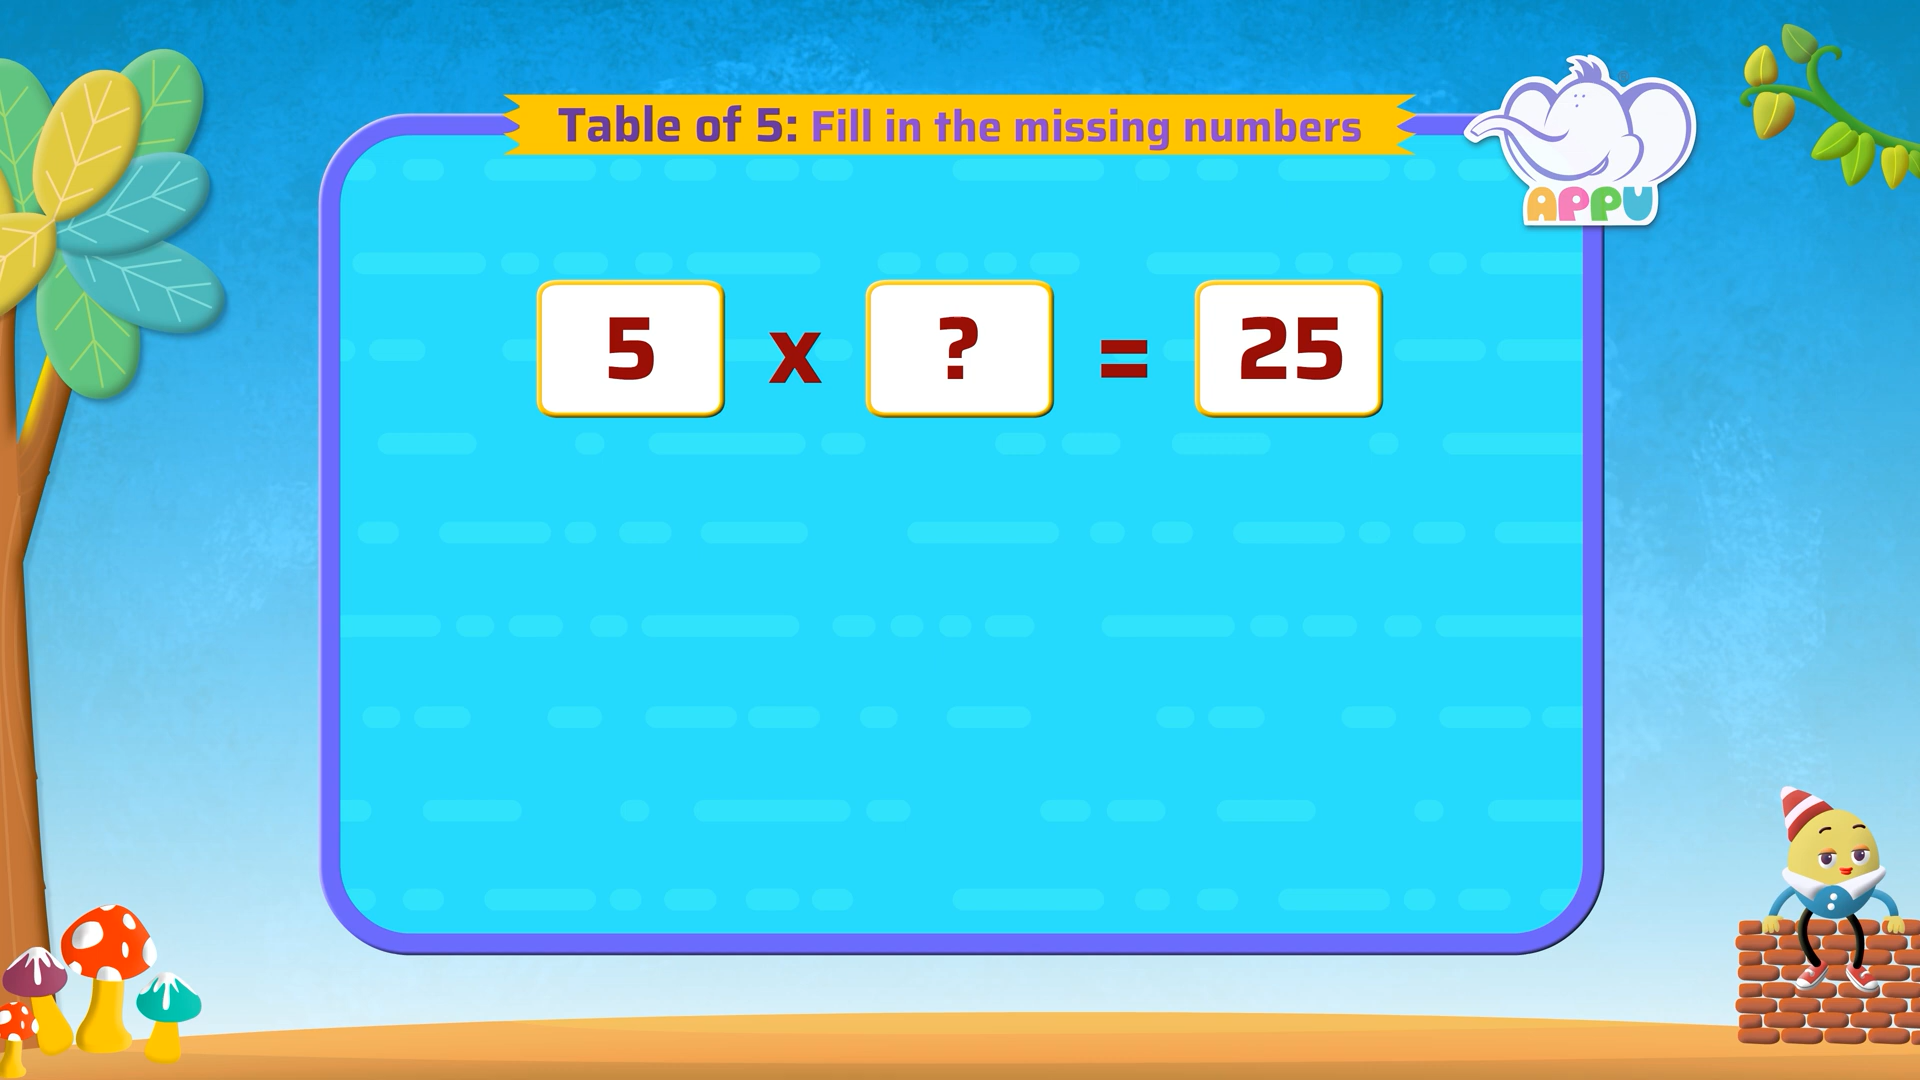 Table of 5: Fill in the missing numbers
APPU
5 x ? = 25